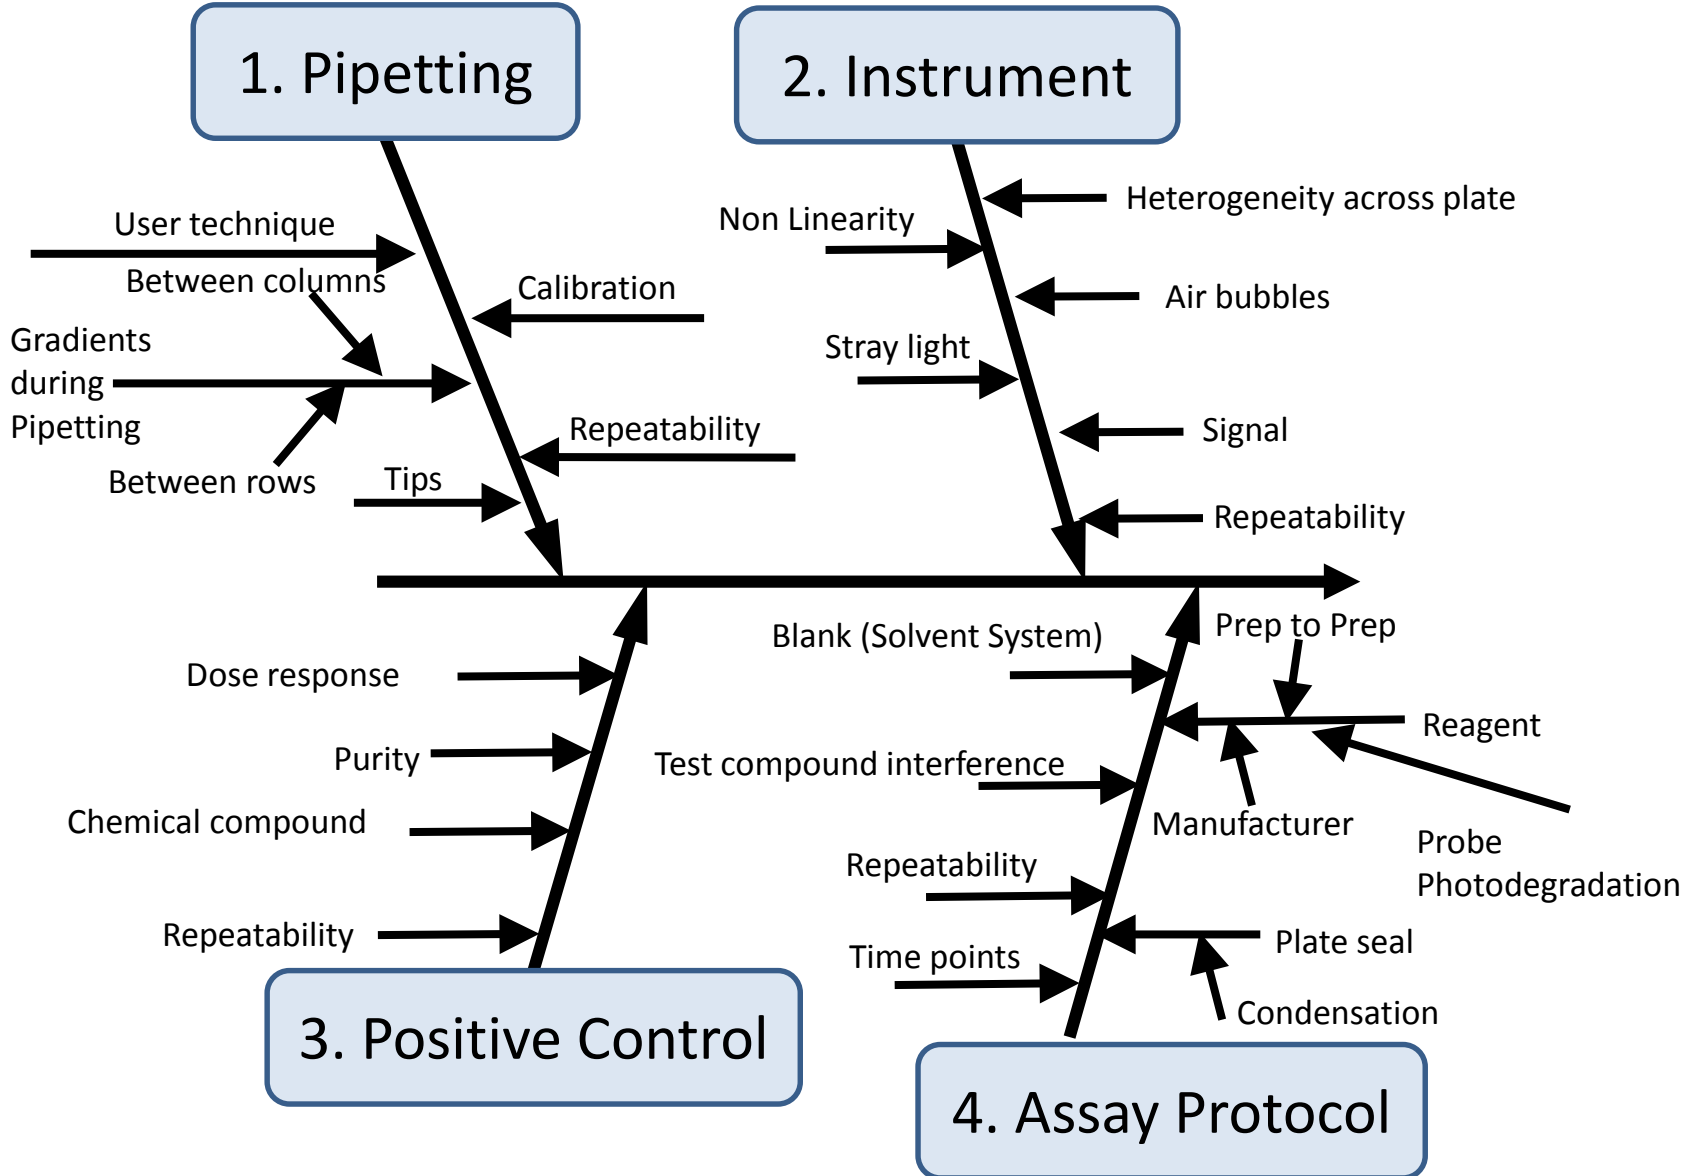 1. Pipetting
2. Instrument
User technique
Between columns
Gradients
during
Pipetting
Between rows
Tips
Calibration
Repeatability
Non Linearity
Stray light
Heterogeneity across plate
Air bubbles
Signal
Repeatability
Dose response
Purity
Chemical compound
Repeatability
3. Positive Control
Blank (Solvent System)
Test compound interference
Repeatability
Time points
Prep to Prep
Reagent
Manufacturer
Probe
Photodegradation
Plate seal
Condensation
4. Assay Protocol